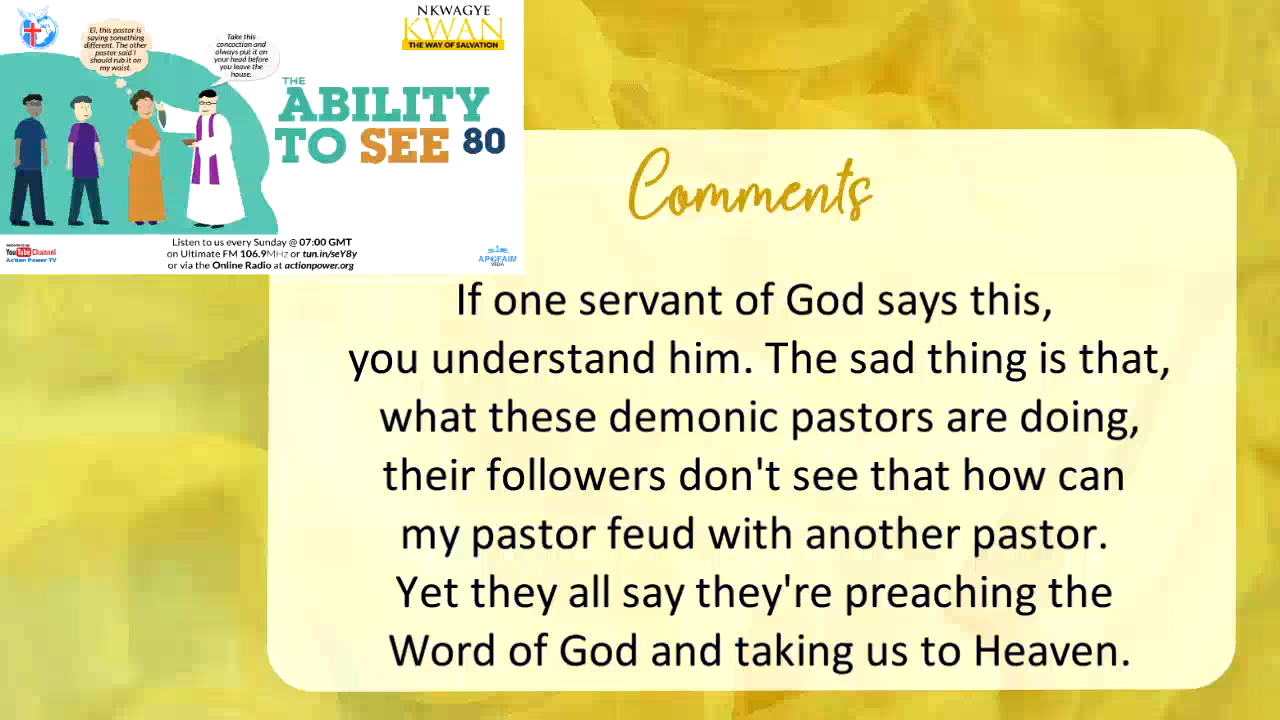 EI, this pastor is
saying something
different. The other
pastor said I
should rub it on
my waist.
Take this
concoction and
always put it on
your head before
you leave the
house.
NKWAGYE
KWAN
THE WAY OF SALVATION
THE
ABILITY
TO SEE 80
YouTube Channel
Action Power TV
Listen to us every Sunday @ 07:00 GMT
on Ultimate FM 106.9MHz or tun.in/seY8y
or via the Online Radio at actionpower.org
APOFAIM
MEDIA
Comments
If one servant of God says this,
you understand him. The sad thing is that,
what these demonic pastors are doing,
their followers don't see that how can
my pastor feud with another pastor.
Yet they all say they're preaching the
Word of God and taking us to Heaven.